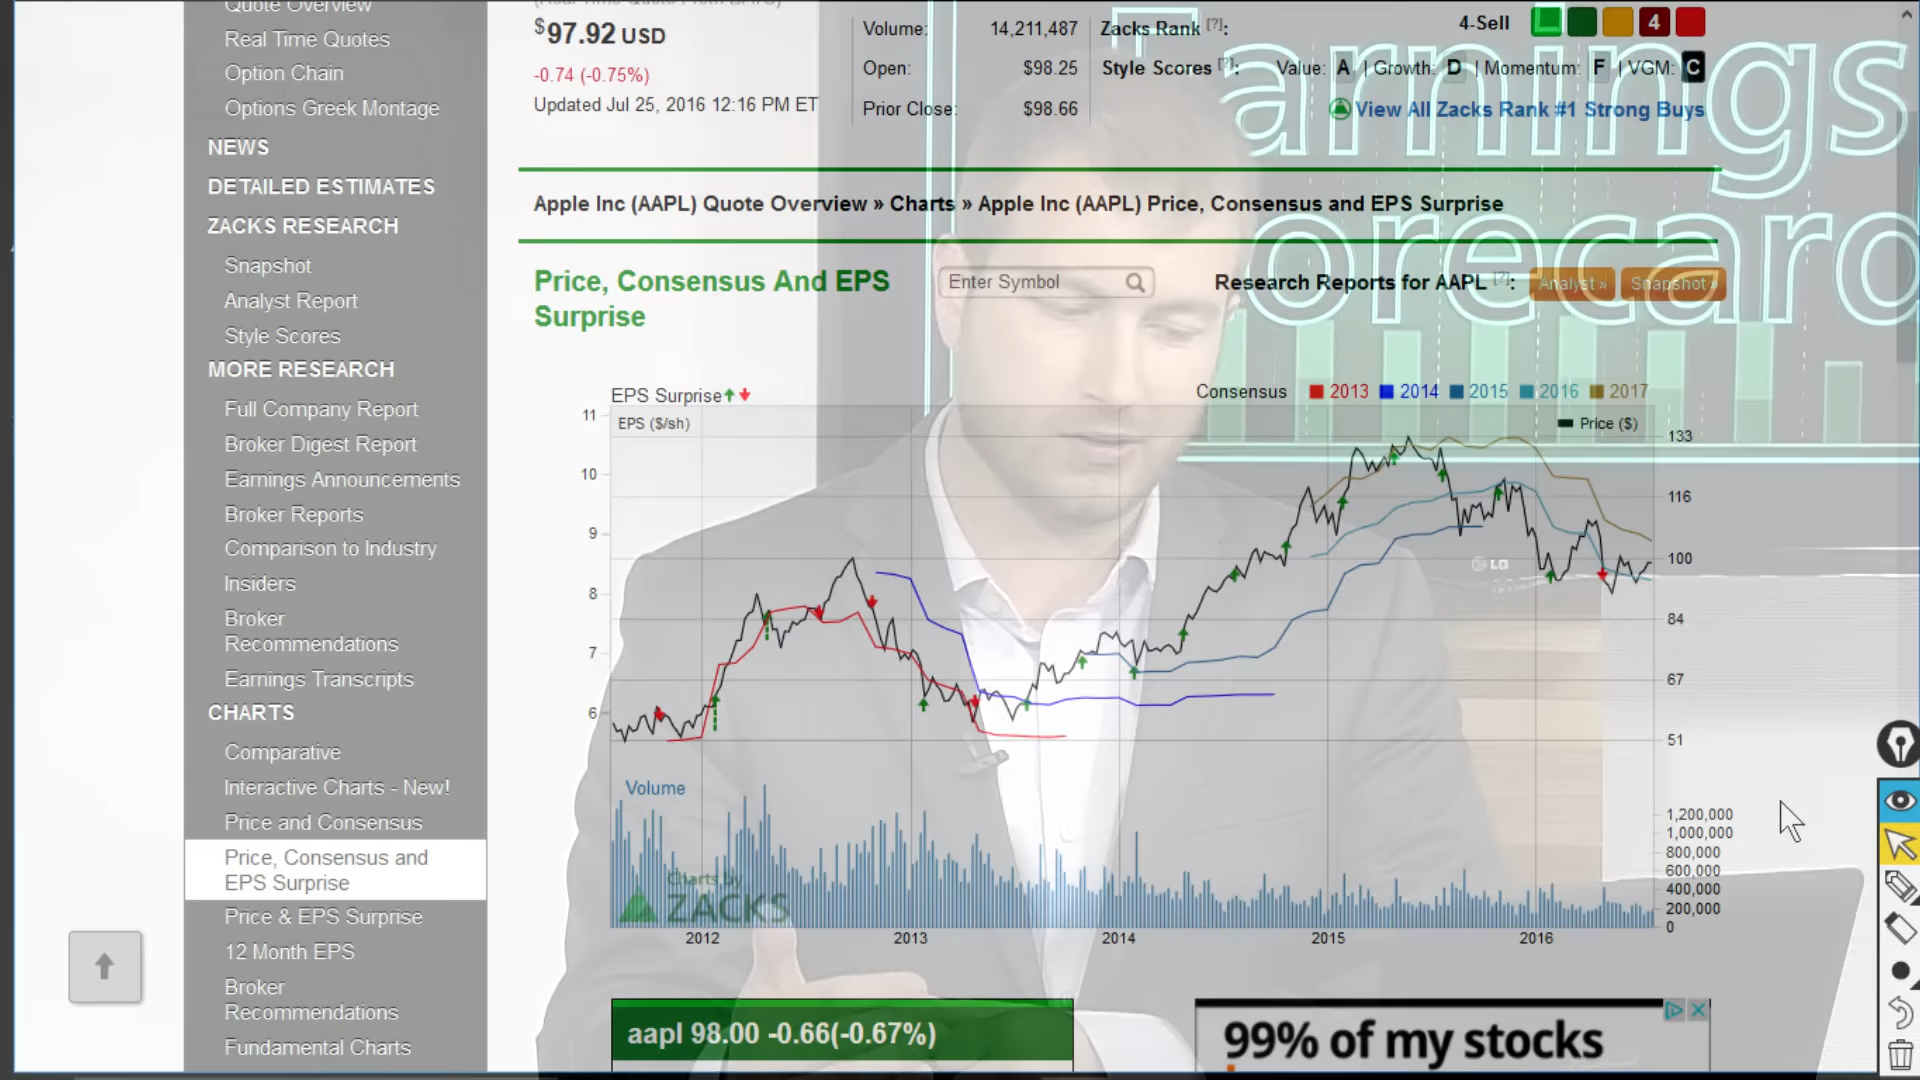 Quote Overview
Real Time Quotes
Option Chain
Options Greek Montage
NEWS
DETAILED ESTIMATES
ZACKS RESEARCH
Snapshot
Analyst Report
Style Scores
MORE RESEARCH
Full Company Report
Broker Digest Report
Earnings Announcements
Broker Reports
Comparison to Industry
Insiders
Broker
Recommendations
Earnings Transcripts
CHARTS
Comparative
Interactive Charts - New!
Price and Consensus
Price, Consensus and
EPS Surprise
Price & EPS Surprise
12 Month EPS
Broker
Recommendations
Fundamental Charts
$97.92 USD
-0.74 (-0.75%)
Updated Jul 25, 2016 12:16 PM ET
Volume: 14,211,487
Open: $98.25
Prior Close: $98.66
Zacks Rank [?]: 4-Sell 4
Style Scores [?]: Value: A | Growth: D | Momentum: F | VGM: C
View All Zacks Rank #1 Strong Buys
arnings
orecard
Apple Inc (AAPL) Quote Overview » Charts » Apple Inc (AAPL) Price, Consensus and EPS Surprise
Price, Consensus And EPS
Surprise
Enter Symbol
Research Reports for AAPL [?]: Analyst » Snapshot »
EPS Surprise
Consensus 2013 2014 2015 2016 2017
EPS ($/sh)
Price ($)
11
10
9
8
7
6
133
116
100
84
67
51
LG
Volume
1,200,000
1,000,000
800,000
600,000
400,000
200,000
0
Charts by
ZACKS
2012 2013 2014 2015 2016
aapl 98.00 -0.66(-0.67%)
99% of my stocks